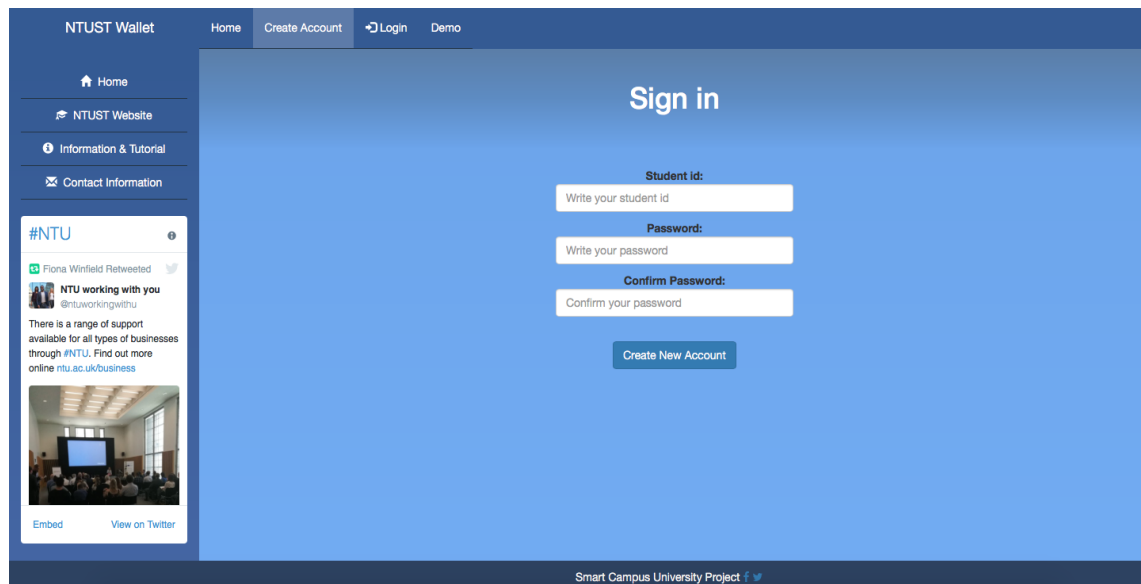 NTUST Wallet
Home
Create Account
Login
Demo
Home
NTUST Website
Information & Tutorial
Contact Information
#NTU
Fiona Winfield Retweeted
NTU working with you
@ntuworkingwithu
There is a range of support
available for all types of businesses
through #NTU. Find out more
online ntu.ac.uk/business
Embed
View on Twitter
Sign in
Student id:
Write your student id
Password:
Write your password
Confirm Password:
Confirm your password
Create New Account
Smart Campus University Project